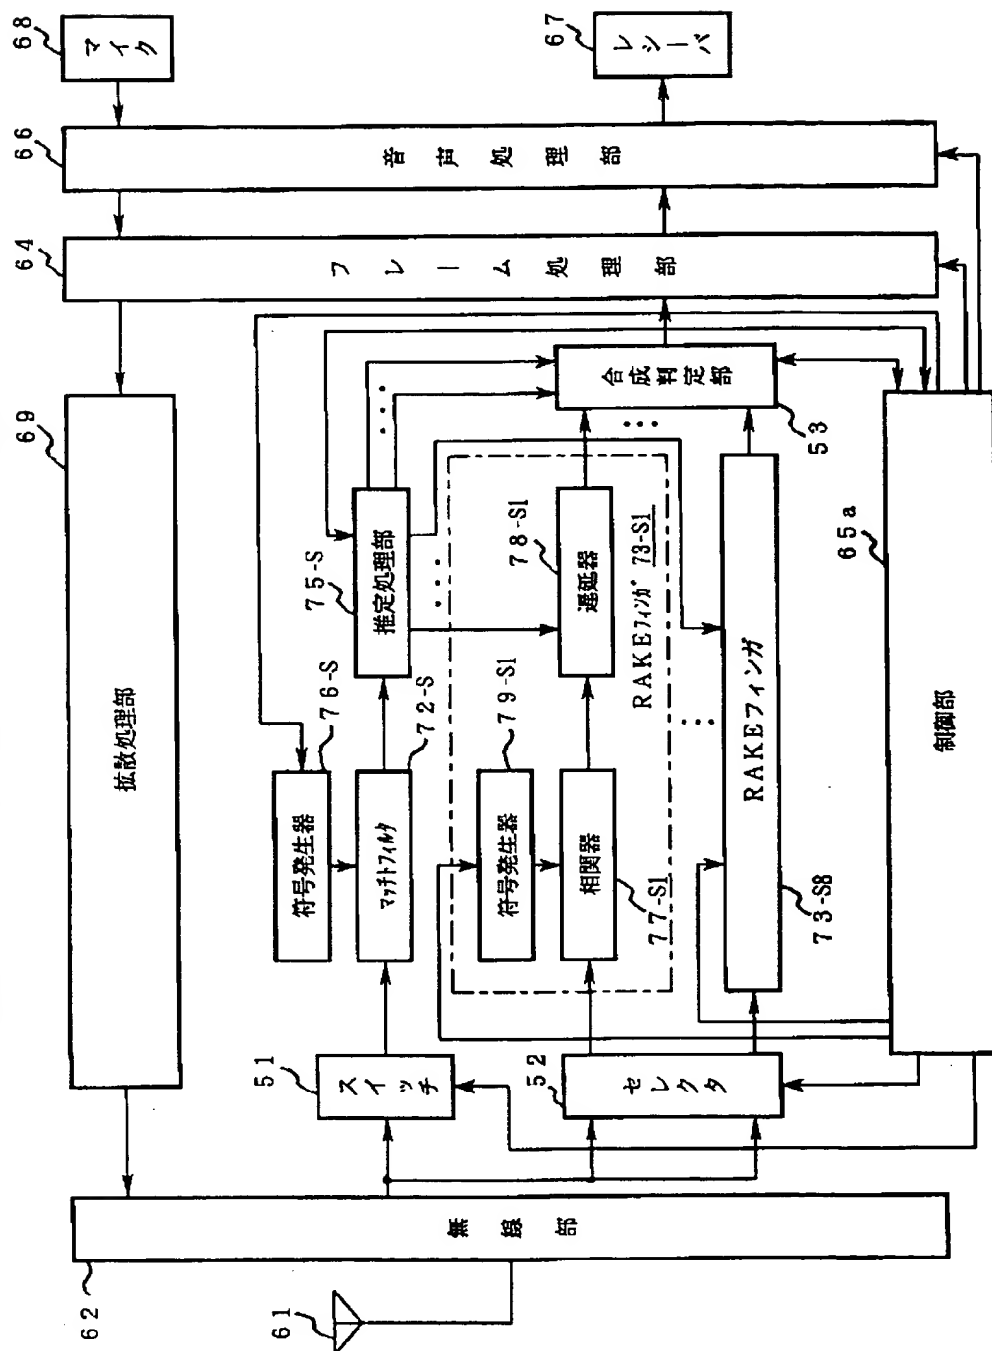 61
62
無線部
69
拡散処理部
51
スイッチ
52
セレクタ
符号発生器
76-S
マッチトフィルタ
72-S
75-S
推定処理部
符号発生器
79-S1
相関器
77-S1
78-S1
遅延器
RAKEフィンガ 73-S1
RAKEフィンガ
73-S8
合成判定部
53
制御部
65a
64
フレーム処理部
66
音声処理部
68
マイク
67
レシーバ